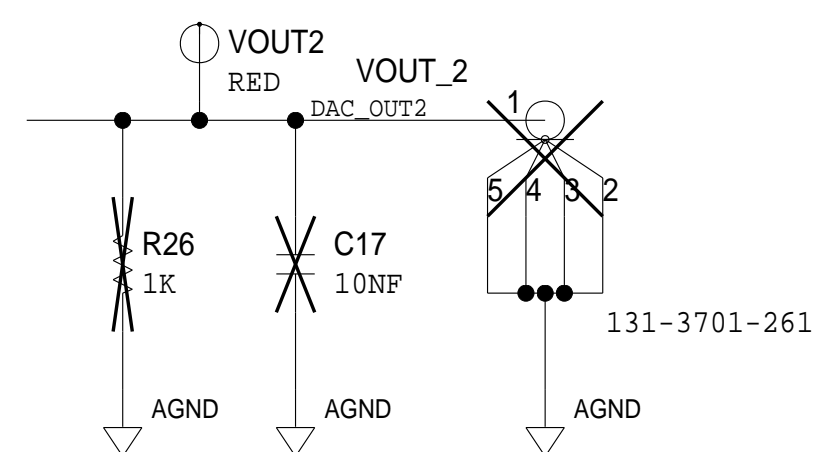 VOUT2
RED
VOUT_2
DAC_OUT2
1
5 4 3 2
R26
1K
C17
10NF
131-3701-261
AGND
AGND
AGND